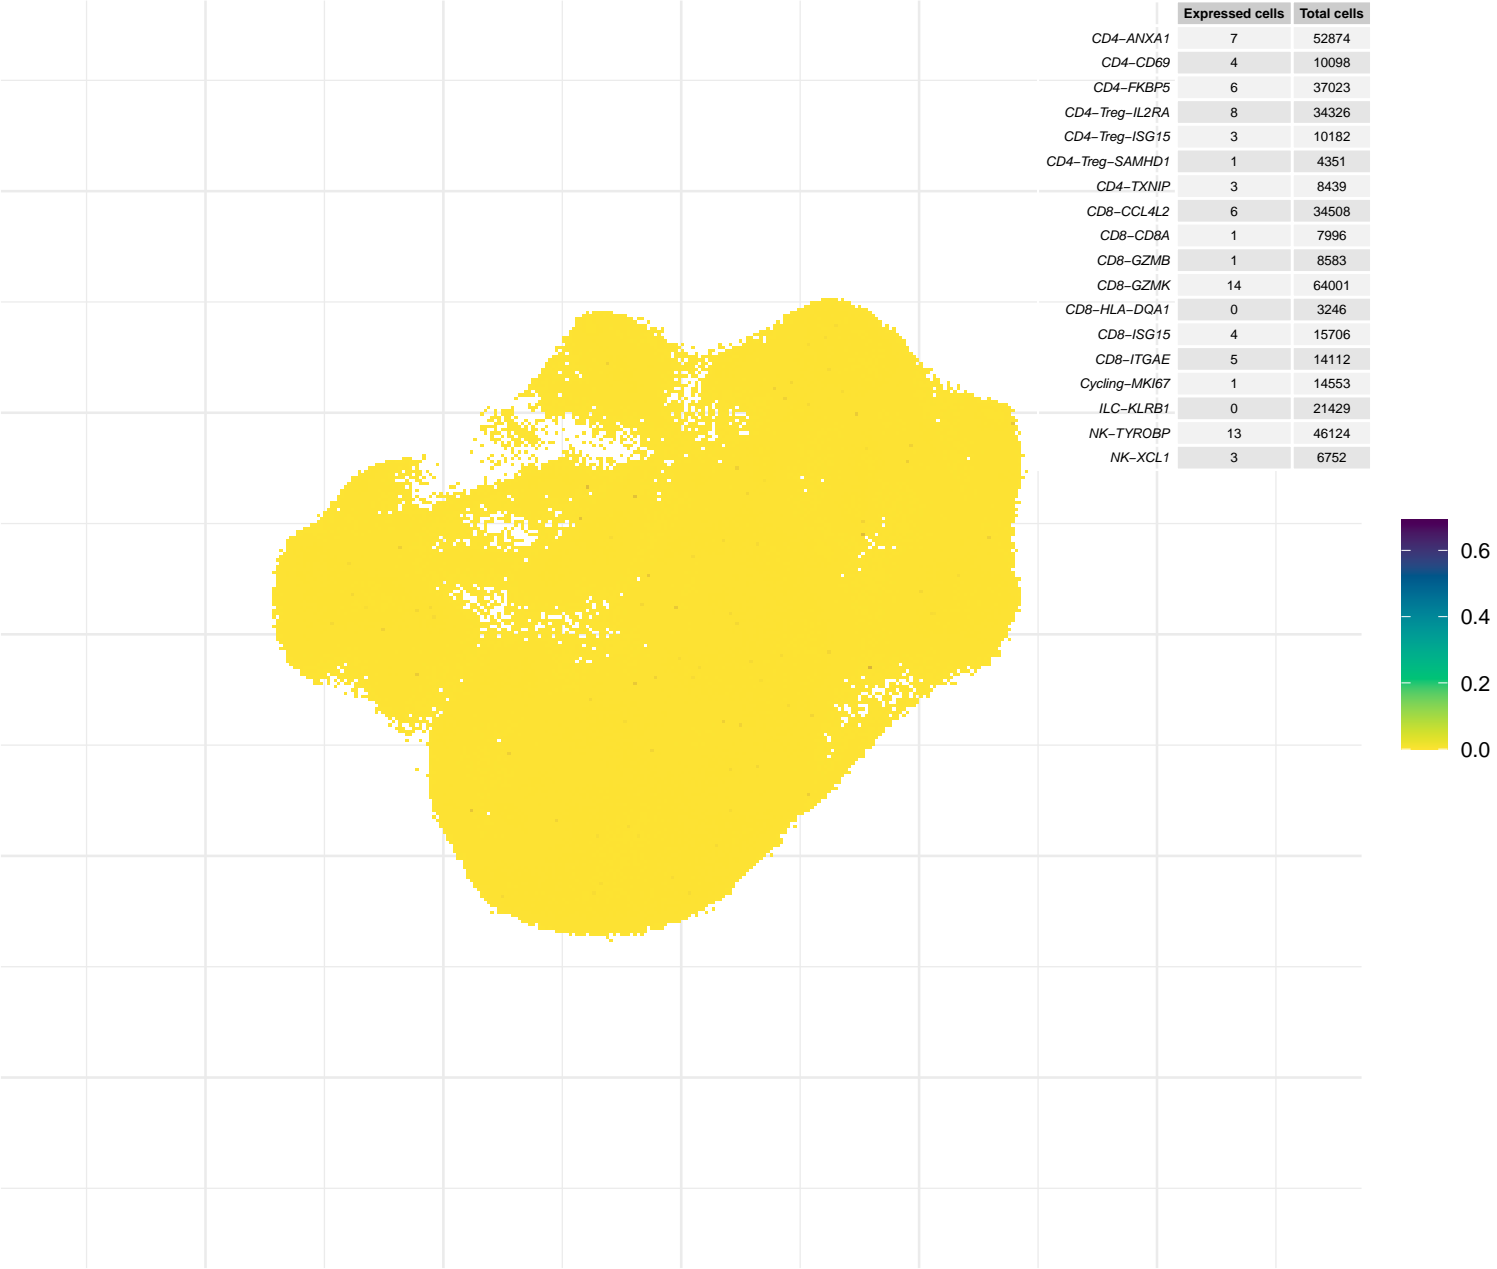 Expressed cells Total cells
CD4−ANXA1 7 52874
CD4−CD69 4 10098
CD4−FKBP5 6 37023
CD4−Treg−IL2RA 8 34326
CD4−Treg−ISG15 3 10182
CD4−Treg−SAMHD1 1 4351
CD4−TXNIP 3 8439
CD8−CCL4L2 6 34508
CD8−CD8A 1 7996
CD8−GZMB 1 8583
CD8−GZMK 14 64001
CD8−HLA−DQA1 0 3246
CD8−ISG15 4 15706
CD8−ITGAE 5 14112
Cycling−MKI67 1 14553
ILC−KLRB1 0 21429
NK−TYROBP 13 46124
NK−XCL1 3 6752
0.6
0.4
0.2
0.0